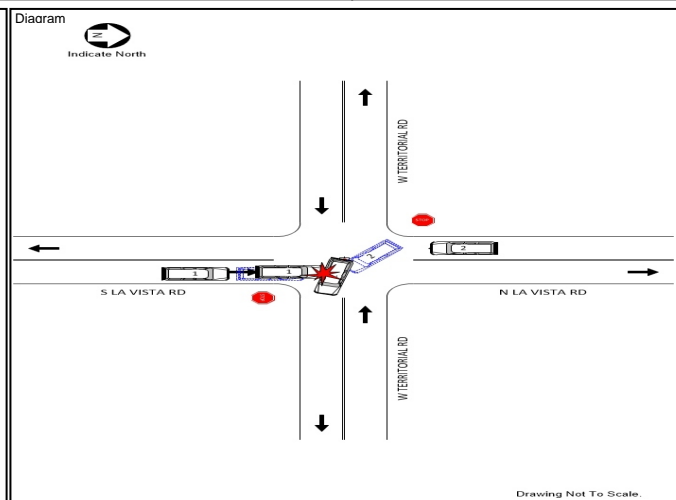 Diagram
N
Indicate North
W TERRITORIAL RD
STOP
2
2
1
1
S LA VISTA RD
N LA VISTA RD
W TERRITORIAL RD
Drawing Not To Scale.